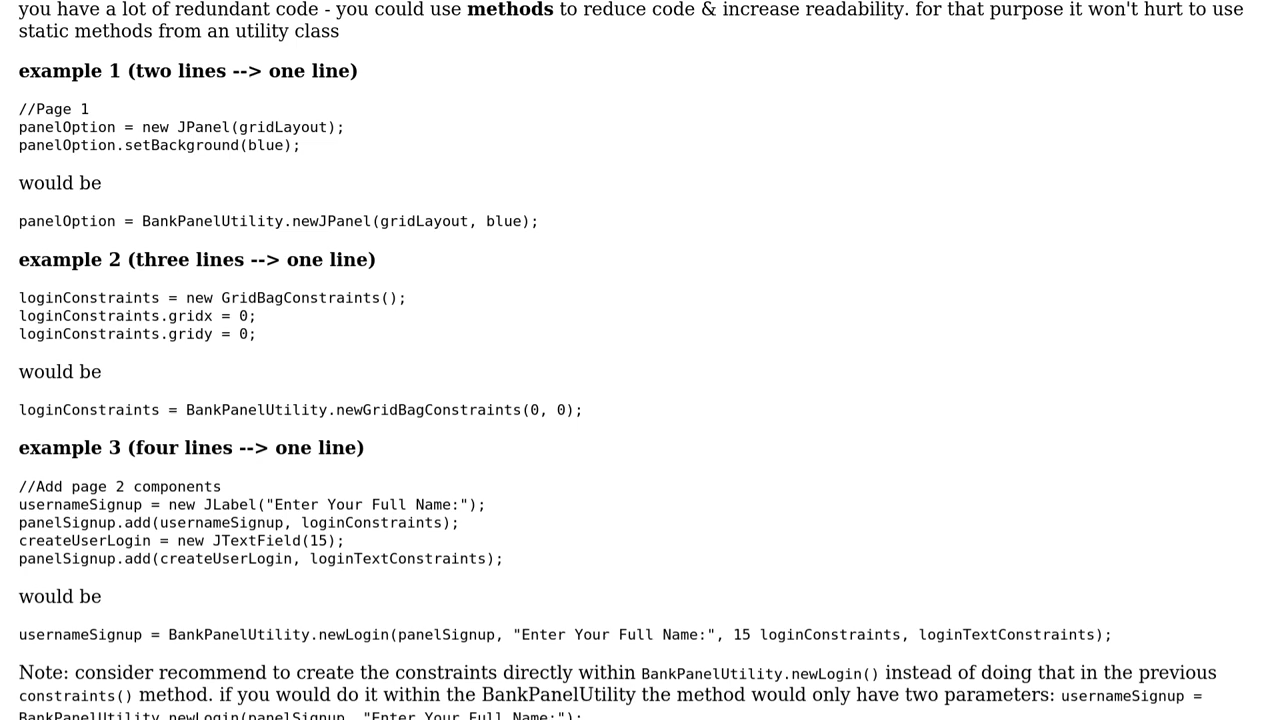 you have a lot of redundant code - you could use methods to reduce code & increase readability. for that purpose it won't hurt to use
static methods from an utility class
example 1 (two lines --> one line)
//Page 1
panelOption = new JPanel(gridLayout);
panelOption.setBackground(blue);
would be
panelOption = BankPanelUtility.newJPanel(gridLayout, blue);
example 2 (three lines --> one line)
loginConstraints = new GridBagConstraints();
loginConstraints.gridx = 0;
loginConstraints.gridy = 0;
would be
loginConstraints = BankPanelUtility.newGridBagConstraints(0, 0);
example 3 (four lines --> one line)
//Add page 2 components
usernameSignup = new JLabel("Enter Your Full Name:");
panelSignup.add(usernameSignup, loginConstraints);
createUserLogin = new JTextField(15);
panelSignup.add(createUserLogin, loginTextConstraints);
would be
usernameSignup = BankPanelUtility.newLogin(panelSignup, "Enter Your Full Name:", 15 loginConstraints, loginTextConstraints);
Note: consider recommend to create the constraints directly within BankPanelUtility.newLogin() instead of doing that in the previous
constraints() method. if you would do it within the BankPanelUtility the method would only have two parameters: usernameSignup =
BankPanelUtility.newLogin(panelSignup, "Enter Your Full Name:");